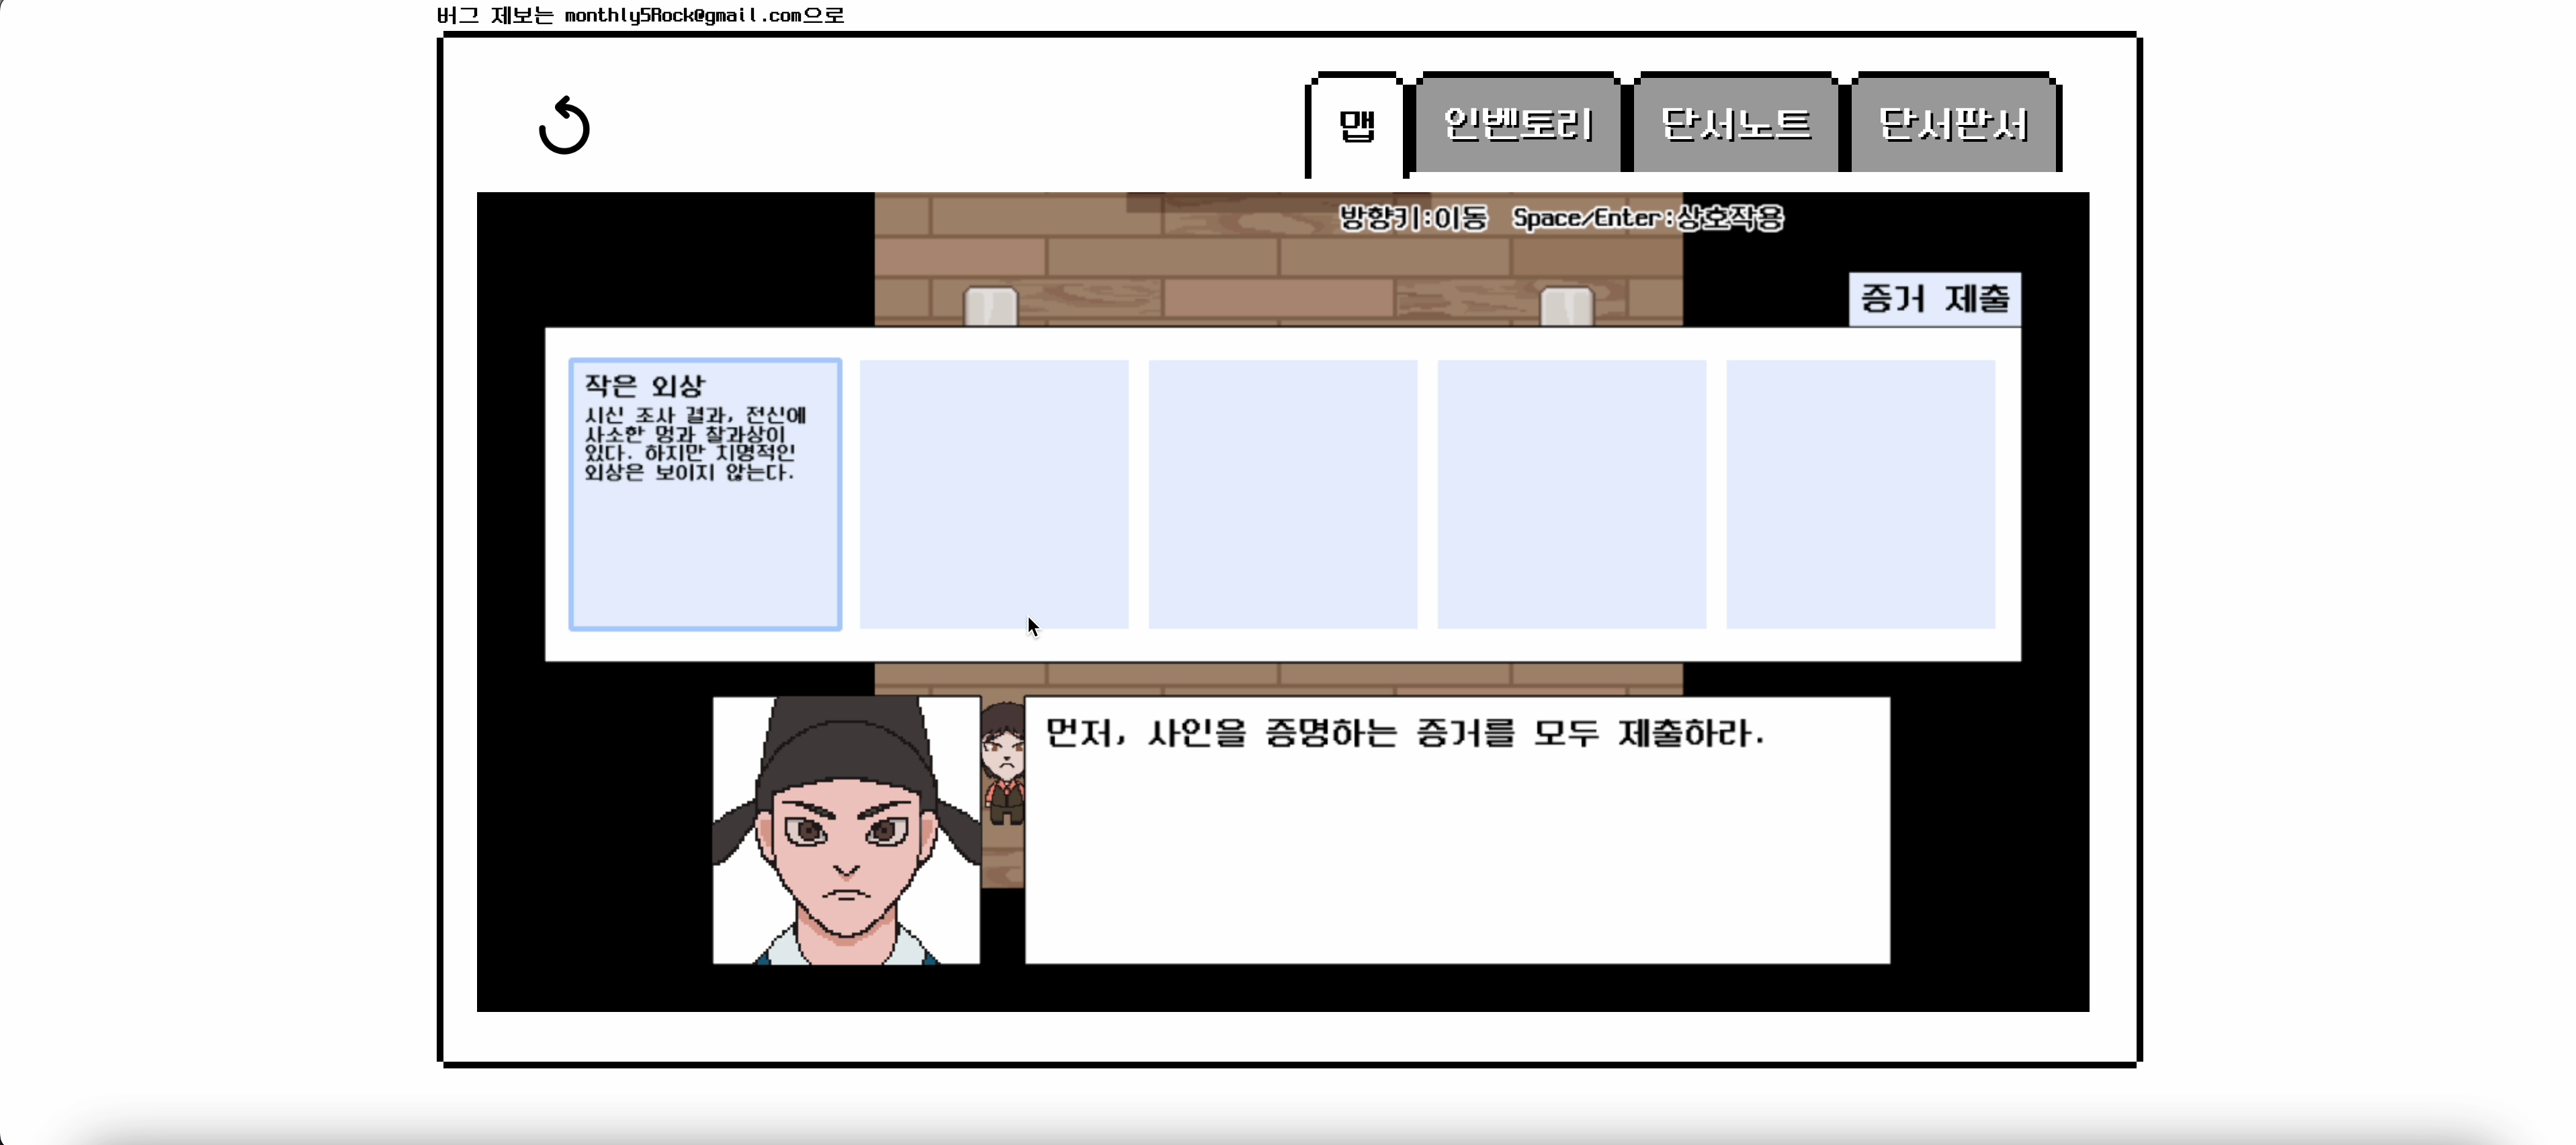 버그 제보는 monthly5Rock@gmail.com으로
맵 인벤토리 단서노트 단서판서
방향키:이동 Space/Enter:상호작용
증거 제출
작은 외상
시신 조사 결과, 전신에
사소한 멍과 찰과상이
있다. 하지만 치명적인
외상은 보이지 않는다.
먼저, 사인을 증명하는 증거를 모두 제출하라.